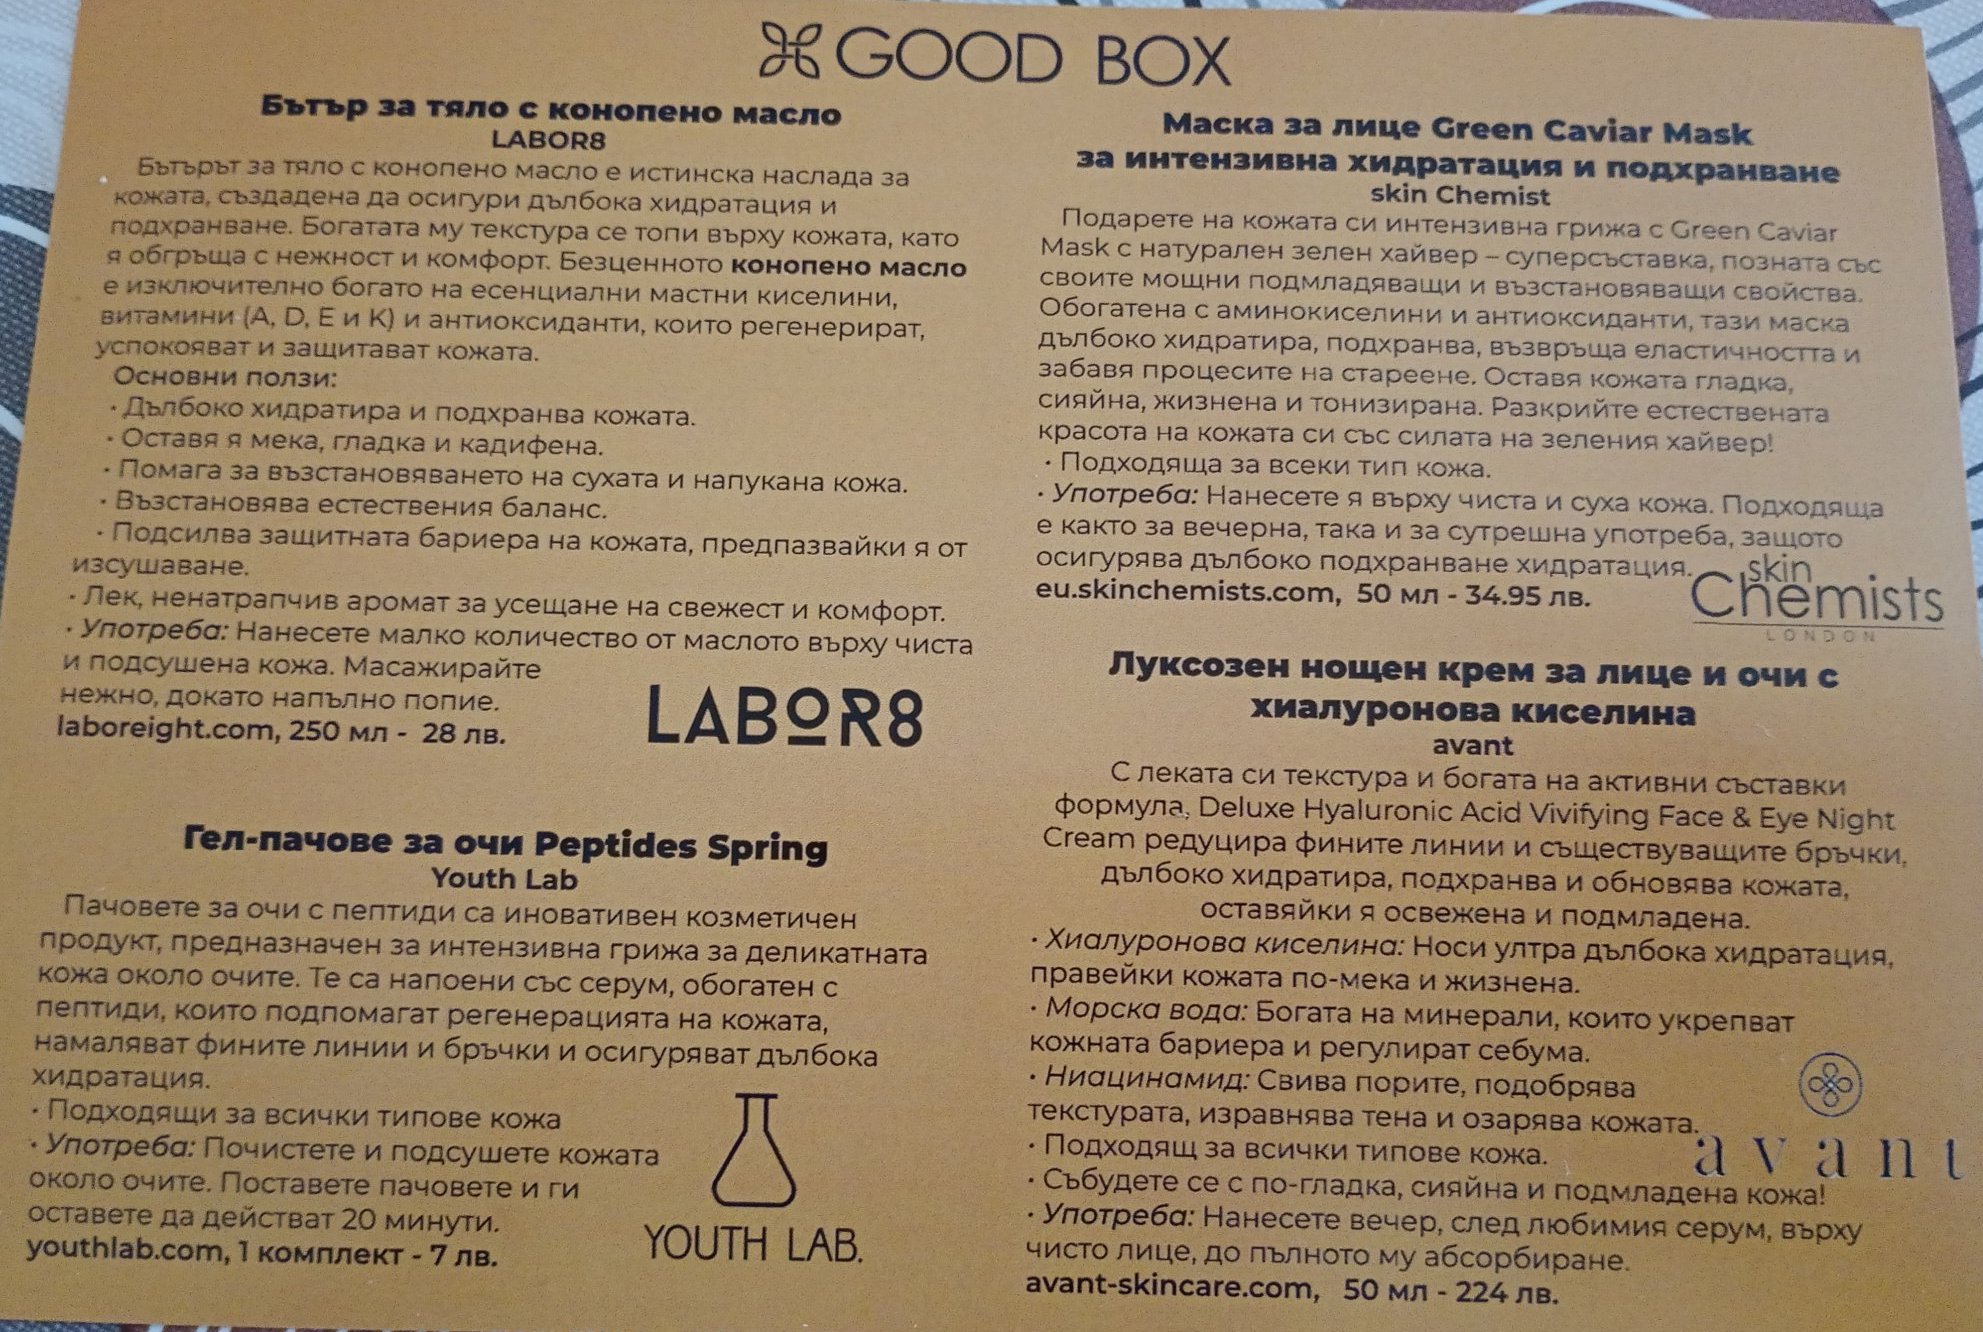 GOOD BOX
Бътър за тяло с конопено масло
LABOR8
Бътърът за тяло с конопено масло е истинска наслада за
кожата, създадена да осигури дълбока хидратация и
подхранване. Богатата му текстура се топи върху кожата, като
я обгръща с нежност и комфорт. Безценното конопено масло
е изключително богато на есенциални мастни киселини,
витамини (A, D, E и K) и антиоксиданти, които регенерират,
успокояват и защитават кожата.
Основни ползи:
· Дълбоко хидратира и подхранва кожата.
· Оставя я мека, гладка и кадифена.
· Помага за възстановяването на сухата и напукана кожа.
· Възстановява естествения баланс.
· Подсилва защитната бариера на кожата, предпазвайки я от
изсушаване.
· Лек, ненатрапчив аромат за усещане на свежест и комфорт.
· Употреба: Нанесете малко количество от маслото върху чиста
и подсушена кожа. Масажирайте
нежно, докато напълно попие.
laboreight.com, 250 мл - 28 лв.
LABOR8
Гел-пачове за очи Peptides Spring
Youth Lab
Пачовете за очи с пептиди са иновативен козметичен
продукт, предназначен за интензивна грижа за деликатната
кожа около очите. Те са напоени със серум, обогатен с
пептиди, които подпомагат регенерацията на кожата,
намаляват фините линии и бръчки и осигуряват дълбока
хидратация.
· Подходящи за всички типове кожа
· Употреба: Почистете и подсушете кожата
около очите. Поставете пачовете и ги
оставете да действат 20 минути.
youthlab.com, 1 комплект - 7 лв.
YOUTH LAB.
Маска за лице Green Caviar Mask
за интензивна хидратация и подхранване
skin Chemist
Подарете на кожата си интензивна грижа с Green Caviar
Mask с натурален зелен хайвер – суперсъставка, позната със
своите мощни подмладяващи и възстановяващи свойства.
Обогатена с аминокиселини и антиоксиданти, тази маска
дълбоко хидратира, подхранва, възвръща еластичността и
забавя процесите на стареене. Оставя кожата гладка,
сияйна, жизнена и тонизирана. Разкрийте естествената
красота на кожата си със силата на зеления хайвер!
· Подходяща за всеки тип кожа.
· Употреба: Нанесете я върху чиста и суха кожа. Подходяща
е както за вечерна, така и за сутрешна употреба, защото
осигурява дълбоко подхранване хидратация.
eu.skinchemists.com, 50 мл - 34.95 лв.
skin
Chemists
LONDON
Луксозен нощен крем за лице и очи с
хиалуронова киселина
avant
С леката си текстура и богата на активни съставки
формула, Deluxe Hyaluronic Acid Vivifying Face & Eye Night
Cream редуцира фините линии и съществуващите бръчки,
дълбоко хидратира, подхранва и обновява кожата,
оставяйки я освежена и подмладена.
· Хиалуронова киселина: Носи ултра дълбока хидратация,
правейки кожата по-мека и жизнена.
· Морска вода: Богата на минерали, които укрепват
кожната бариера и регулират себума.
· Ниацинамид: Свива порите, подобрява
текстурата, изравнява тена и озарява кожата.
· Подходящ за всички типове кожа.
· Събудете се с по-гладка, сияйна и подмладена кожа!
· Употреба: Нанесете вечер, след любимия серум, върху
чисто лице, до пълното му абсорбиране.
avant-skincare.com, 50 мл - 224 лв.
avant